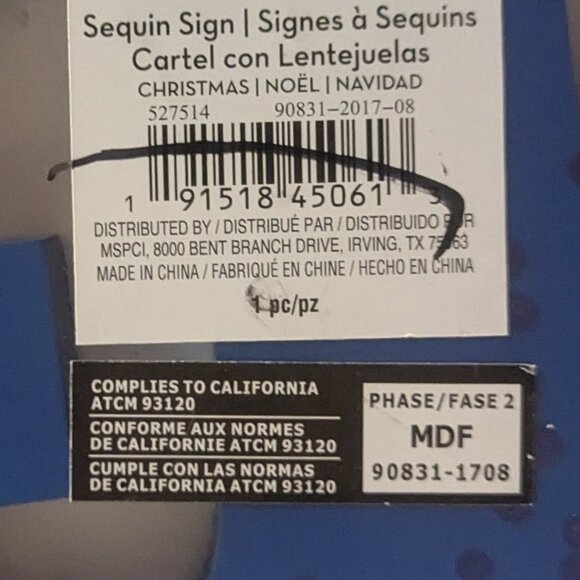 Sequin Sign | Signes à Sequins
Cartel con Lentejuelas
CHRISTMAS | NOËL | NAVIDAD
527514 90831-2017-08
1 91518 45061 3
DISTRIBUTED BY / DISTRIBUÉ PAR / DISTRIBUIDO POR
MSPCI, 8000 BENT BRANCH DRIVE, IRVING, TX 75063
MADE IN CHINA / FABRIQUÉ EN CHINE / HECHO EN CHINA
1 pc/pz
COMPLIES TO CALIFORNIA
ATCM 93120
CONFORME AUX NORMES
DE CALIFORNIE ATCM 93120
CUMPLE CON LAS NORMAS
DE CALIFORNIA ATCM 93120
PHASE/FASE 2
MDF
90831-1708